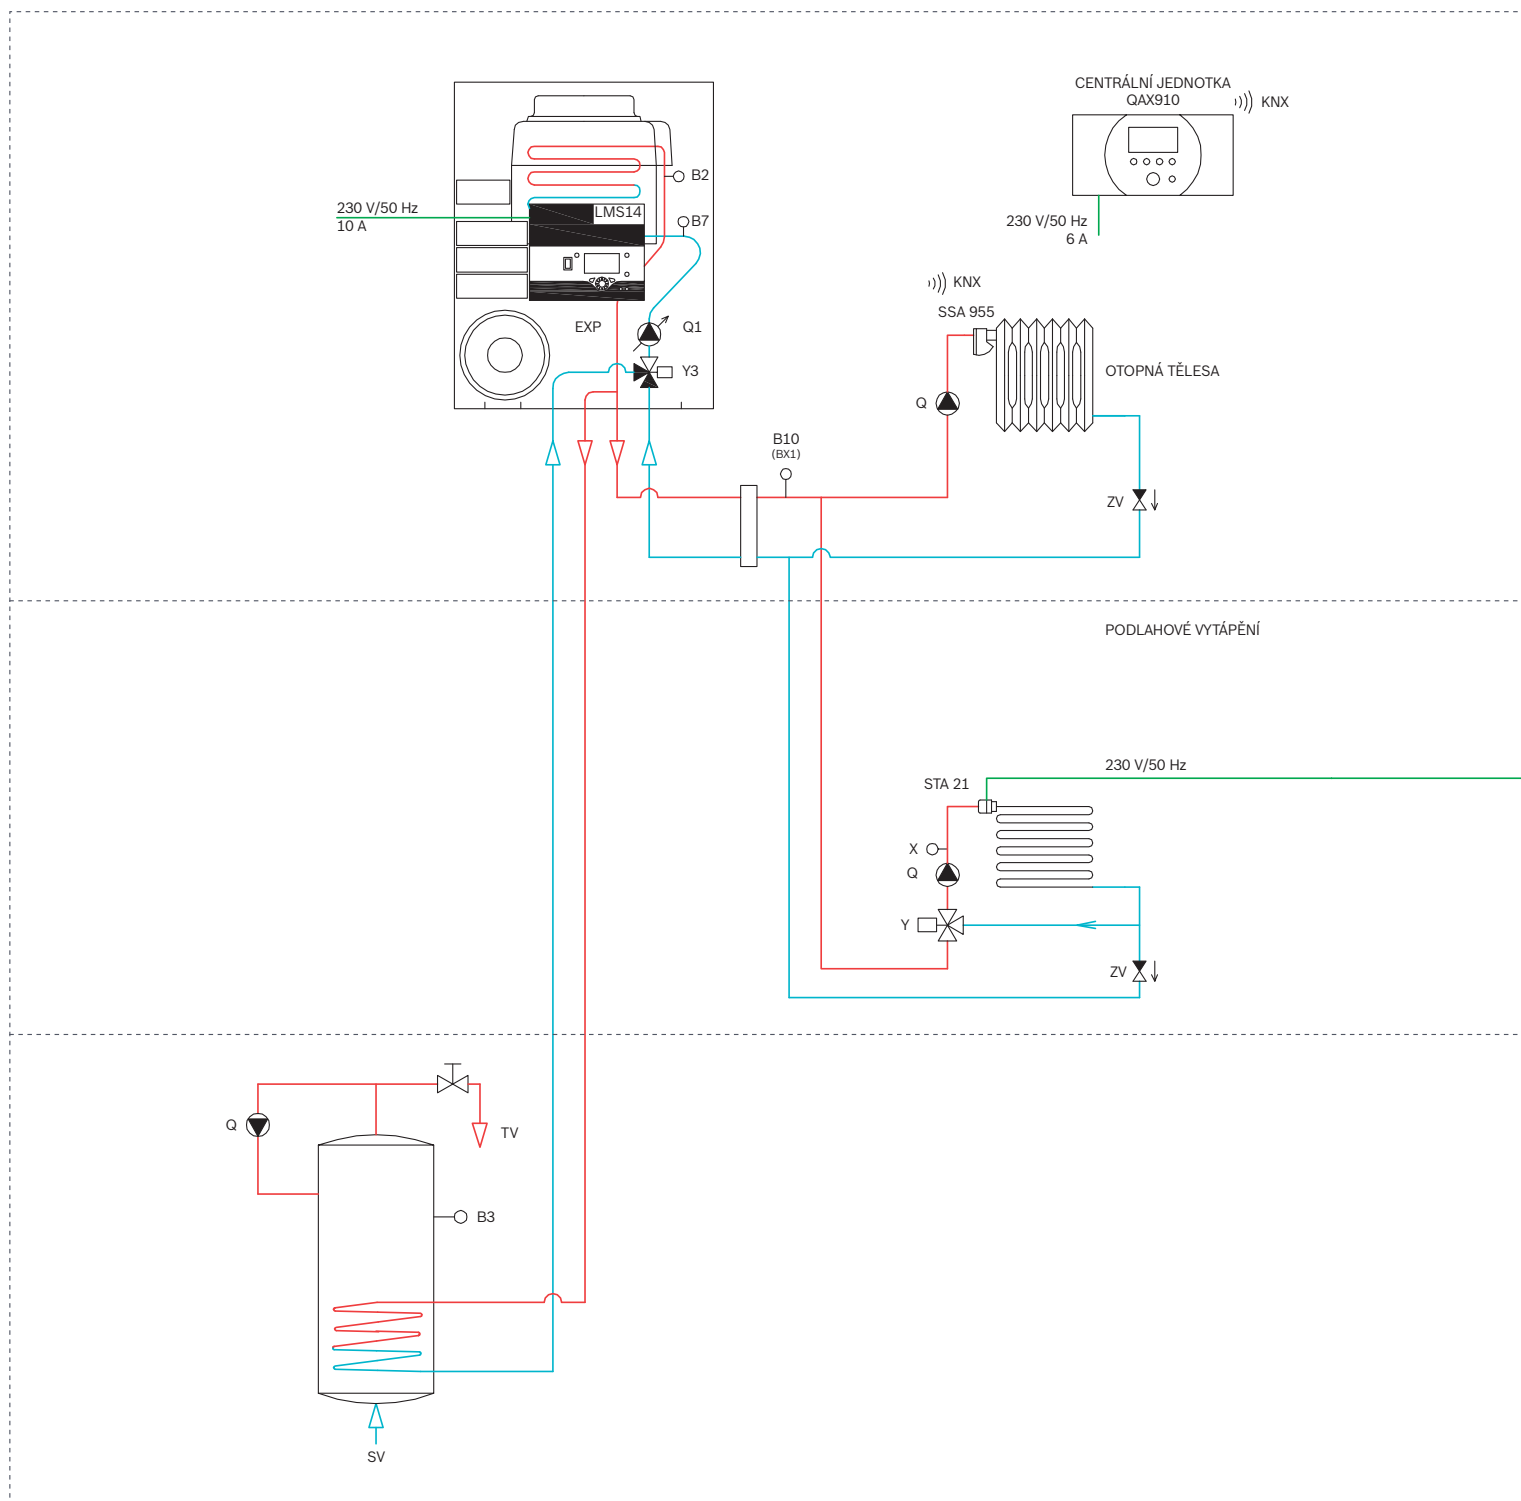 CENTRÁLNÍ JEDNOTKA
QAX910
KNX
B2
230 V/50 Hz
10 A
LMS14
B7
230 V/50 Hz
6 A
KNX
SSA 955
EXP
Q1
Y3
OTOPNÁ TĚLESA
Q
B10
(BX1)
ZV
PODLAHOVÉ VYTÁPĚNÍ
230 V/50 Hz
STA 21
X
Q
Y
ZV
Q
TV
B3
SV